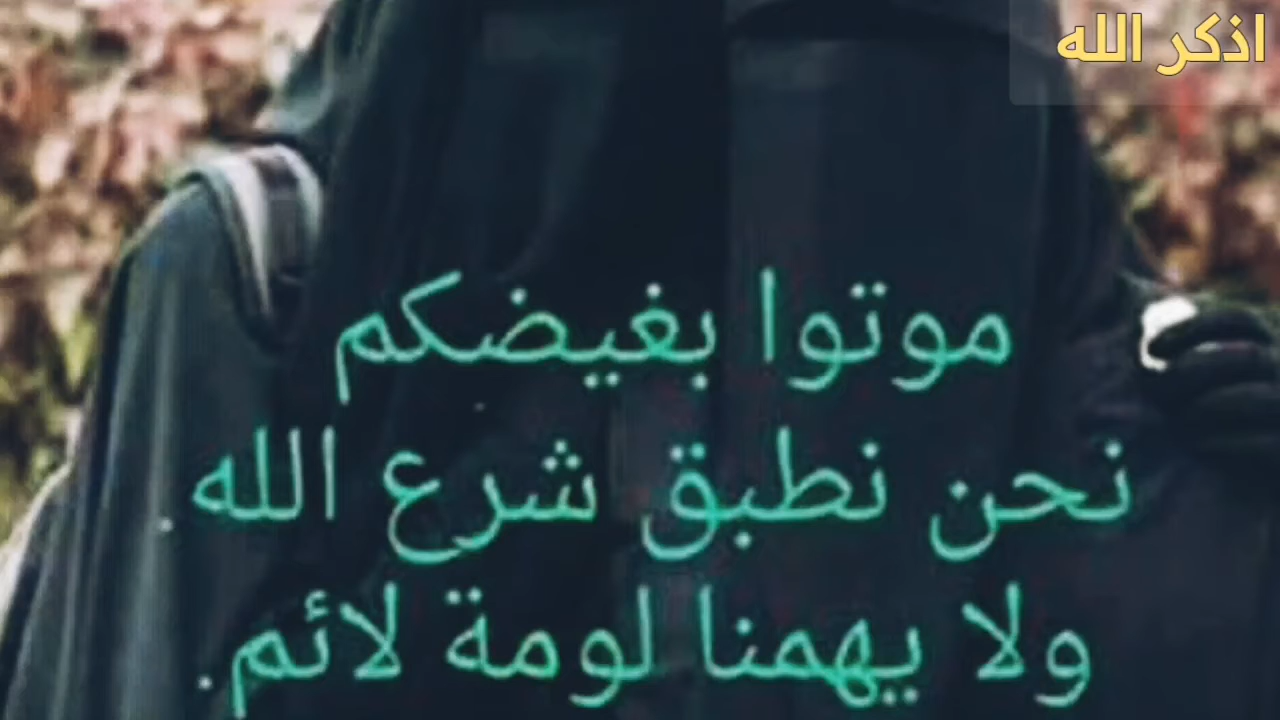 اذكر الله
موتوا بغيضكم
نحن نطبق شرع الله.
ولا يهمنا لومة لائم.